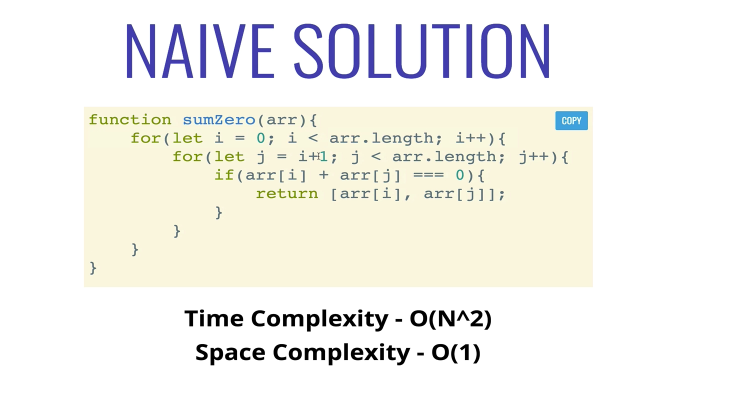 NAIVE SOLUTION
function sumZero(arr){
COPY
    for(let i = 0; i < arr.length; i++){
        for(let j = i+1; j < arr.length; j++){
            if(arr[i] + arr[j] === 0){
                return [arr[i], arr[j]];
            }
        }
    }
}
Time Complexity - O(N^2)
Space Complexity - O(1)